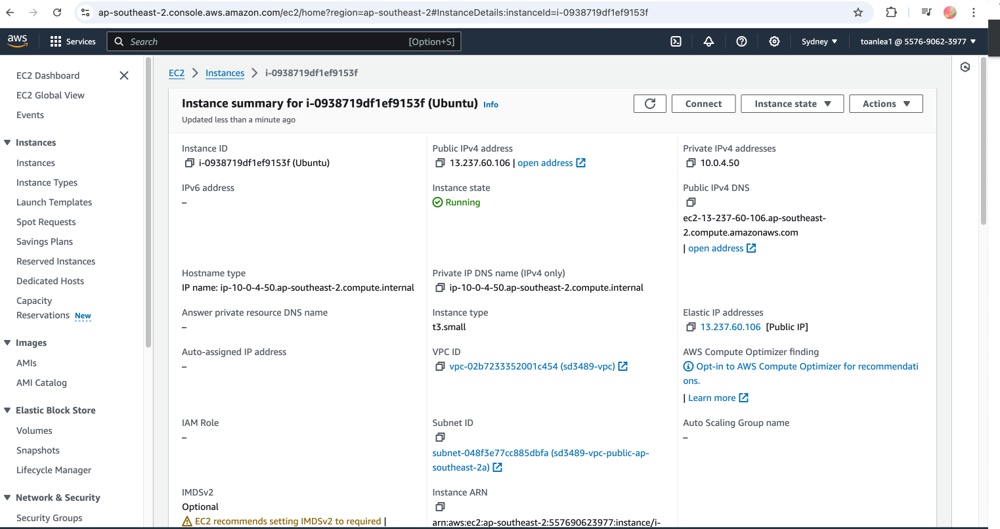 ap-southeast-2.console.aws.amazon.com/ec2/home?region=ap-southeast-2#InstanceDetails:instanceId=i-0938719df1ef9153f
aws
Services
Search
[Option+S]
Sydney
toanlea1 @ 5576-9062-3977
EC2 Dashboard
EC2 Global View
Events
Instances
Instances
Instance Types
Launch Templates
Spot Requests
Savings Plans
Reserved Instances
Dedicated Hosts
Capacity
Reservations New
Images
AMIs
AMI Catalog
Elastic Block Store
Volumes
Snapshots
Lifecycle Manager
Network & Security
Security Groups
EC2 > Instances > i-0938719df1ef9153f
Instance summary for i-0938719df1ef9153f (Ubuntu) Info
Updated less than a minute ago
Connect
Instance state
Actions
Instance ID
i-0938719df1ef9153f (Ubuntu)
Public IPv4 address
13.237.60.106 | open address
Private IPv4 addresses
10.0.4.50
IPv6 address
–
Instance state
Running
Public IPv4 DNS
ec2-13-237-60-106.ap-southeast-
2.compute.amazonaws.com
| open address
Hostname type
IP name: ip-10-0-4-50.ap-southeast-2.compute.internal
Private IP DNS name (IPv4 only)
ip-10-0-4-50.ap-southeast-2.compute.internal
Answer private resource DNS name
–
Instance type
t3.small
Elastic IP addresses
13.237.60.106 [Public IP]
Auto-assigned IP address
–
VPC ID
vpc-02b7233352001c454 (sd3489-vpc)
AWS Compute Optimizer finding
Opt-in to AWS Compute Optimizer for recommendati
ons.
| Learn more
IAM Role
–
Subnet ID
subnet-048f3e77cc885dbfa (sd3489-vpc-public-ap-
southeast-2a)
Auto Scaling Group name
–
IMDSv2
Optional
EC2 recommends setting IMDSv2 to required |
Instance ARN
arn:aws:ec2:ap-southeast-2:557690623977:instance/i-